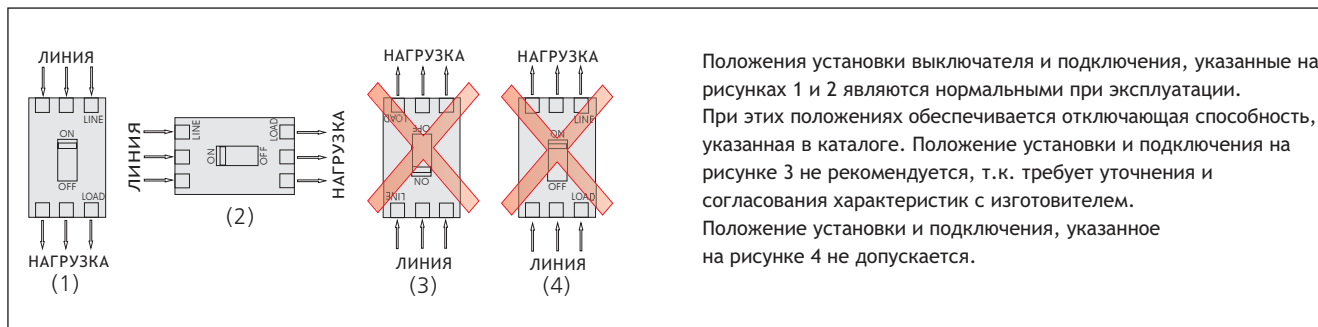 ЛИНИЯ
LINE
ON
OFF
LOAD
НАГРУЗКА
(1)
ЛИНИЯ
LINE
ON
OFF
LOAD
НАГРУЗКА
(2)
НАГРУЗКА
LOAD
OFF
ON
LINE
ЛИНИЯ
(3)
НАГРУЗКА
LINE
ON
OFF
LOAD
ЛИНИЯ
(4)
Положения установки выключателя и подключения, указанные на
рисунках 1 и 2 являются нормальными при эксплуатации.
При этих положениях обеспечивается отключающая способность,
указанная в каталоге. Положение установки и подключения на
рисунке 3 не рекомендуется, т.к. требует уточнения и
согласования характеристик с изготовителем.
Положение установки и подключения, указанное
на рисунке 4 не допускается.